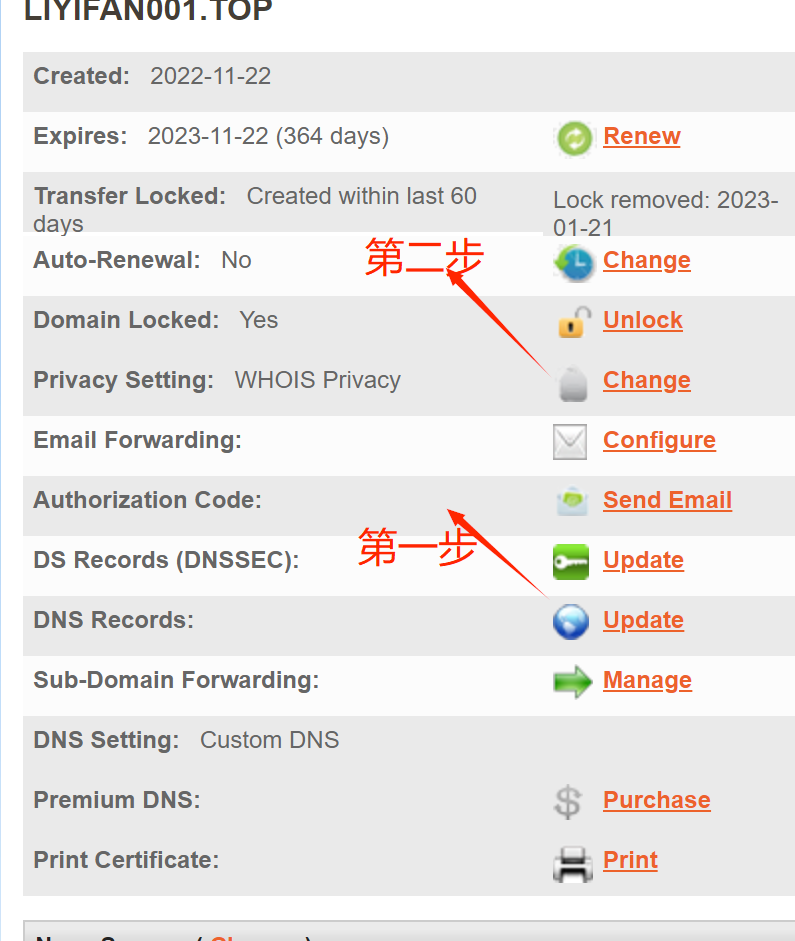 LIYIFAN001.TOP
Created: 2022-11-22
Expires: 2023-11-22 (364 days) Renew
Transfer Locked: Created within last 60
days
Lock removed: 2023-
01-21
Auto-Renewal: No Change
第二步
Domain Locked: Yes Unlock
Privacy Setting: WHOIS Privacy Change
Email Forwarding: Configure
Authorization Code: Send Email
第一步
DS Records (DNSSEC): Update
DNS Records: Update
Sub-Domain Forwarding: Manage
DNS Setting: Custom DNS
Premium DNS: Purchase
Print Certificate: Print